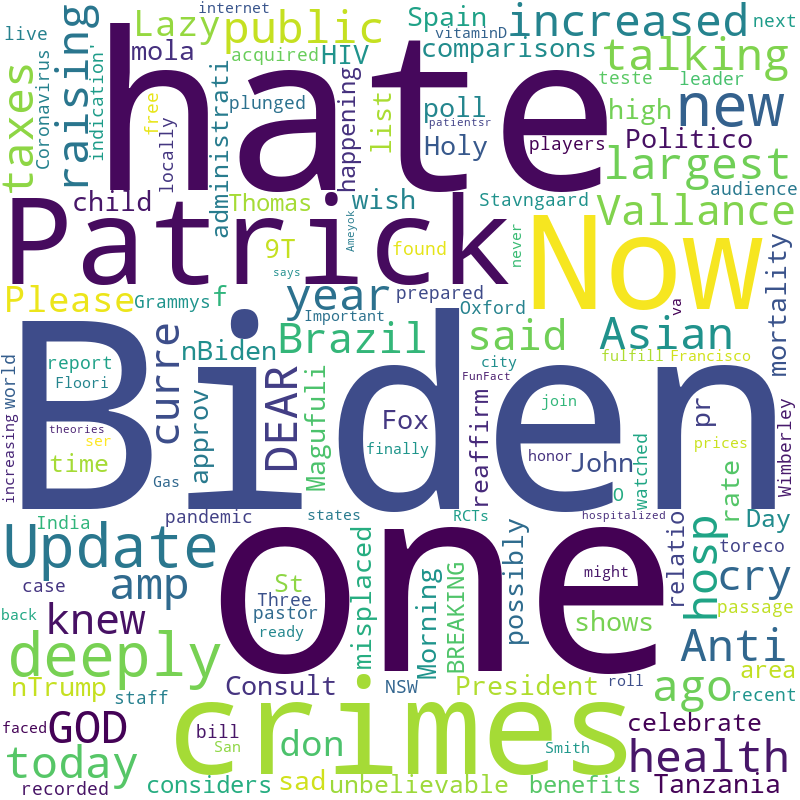 internet
live
Lazy
public
Spain
vitaminD
increased
next
mola
acquired
HIV
comparisons
talking
Coronavirus
indication'
raising
hate
taxes
free
locally
administrati
plunged
happening
list
poll
patientsr
teste
leader
high
new
Holy
players
Politico
largest
audience
child
Thomas
wish
Stavngaard
Vallance
Patrick
9T
Ameyok
found
never
Now
mortality
says
Please
Grammys
f
year
prepared
Oxford
va
Important
nBiden
Brazil
said
Asian
World
report
Floori
curre
DEAR
Magufuli
city
fulfill
Francisco
FunFact
Biden
increasing
theories
ser
approv
Fox
reaffirm
join
pr
prices
Wimberley
time
Gas
finally
honor
John
watched
O
rate
India
pandemic
states
RCTs
hospitalized
Day
Update
one
relatio
hosp
toreco
case
amp
St
misplaced
Morning
BREAKING
possibly
might
cry
back
knew
Three
pastor
ready
shows
passage
deeply
Anti
nTrump
staff
Consult
NSW
President
roll
ago
area
recent
faced
GOD
bill
San
don
crimes
Smith
celebrate
today
health
recorded
considers
sad
unbelievable
benefits
Tanzania